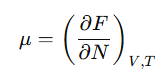 μ = (∂F/∂N)_{V,T}